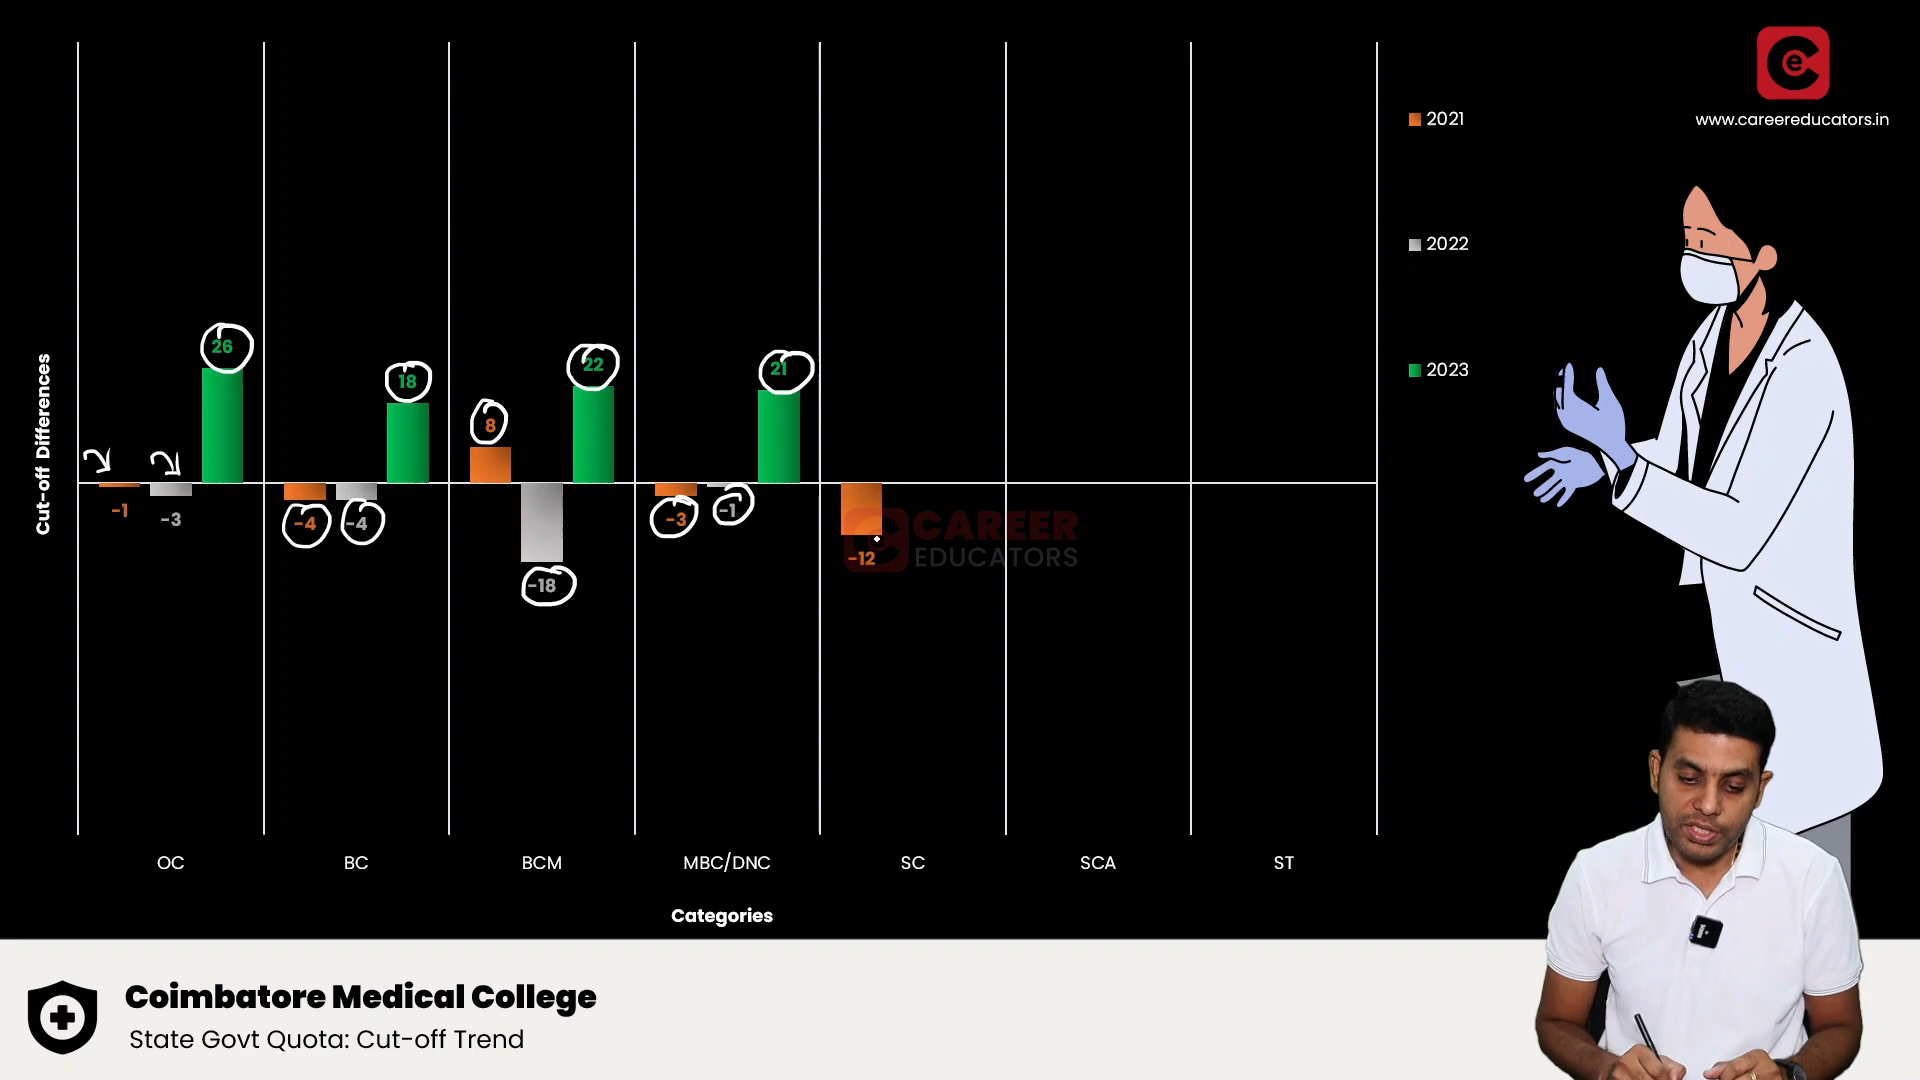 e
www.careereducators.in
2021
2022
2023
Cut-off Differences
26
18
8
22
21
-1
-3
-4
-4
-18
-3
-1
-12
CAREER
EDUCATORS
OC
BC
BCM
MBC/DNC
SC
SCA
ST
Categories
Coimbatore Medical College
State Govt Quota: Cut-off Trend